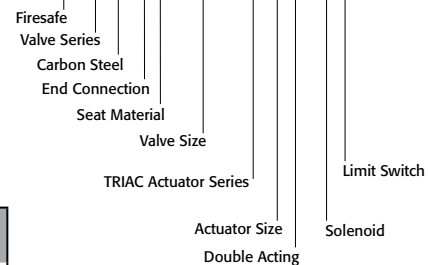 Firesafe
Valve Series
Carbon Steel
End Connection
Seat Material
Valve Size
Limit Switch
TRIAC Actuator Series
Actuator Size
Solenoid
Double Acting